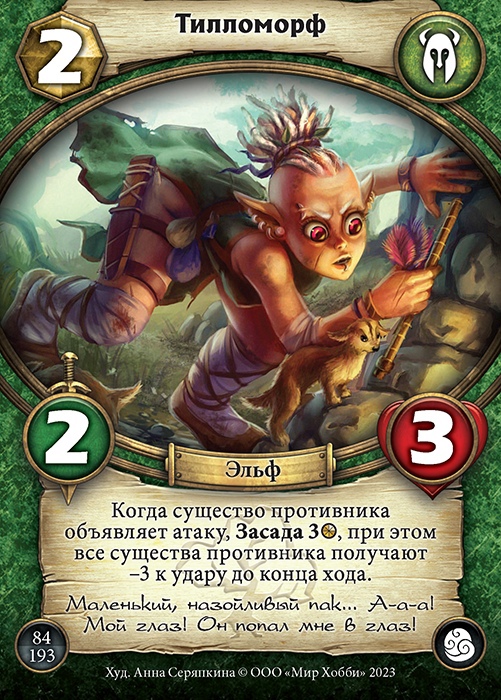 Тилломорф
2
2
3
Эльф
Когда существо противника
объявляет атаку, Засада 3, при этом
все существа противника получают
–3 к удару до конца хода.
Маленький, назойливый пак... А-а-а!
Мой глаз! Он попал мне в глаз!
84
193
Худ. Анна Серяпкина © ООО «Мир Хобби» 2023